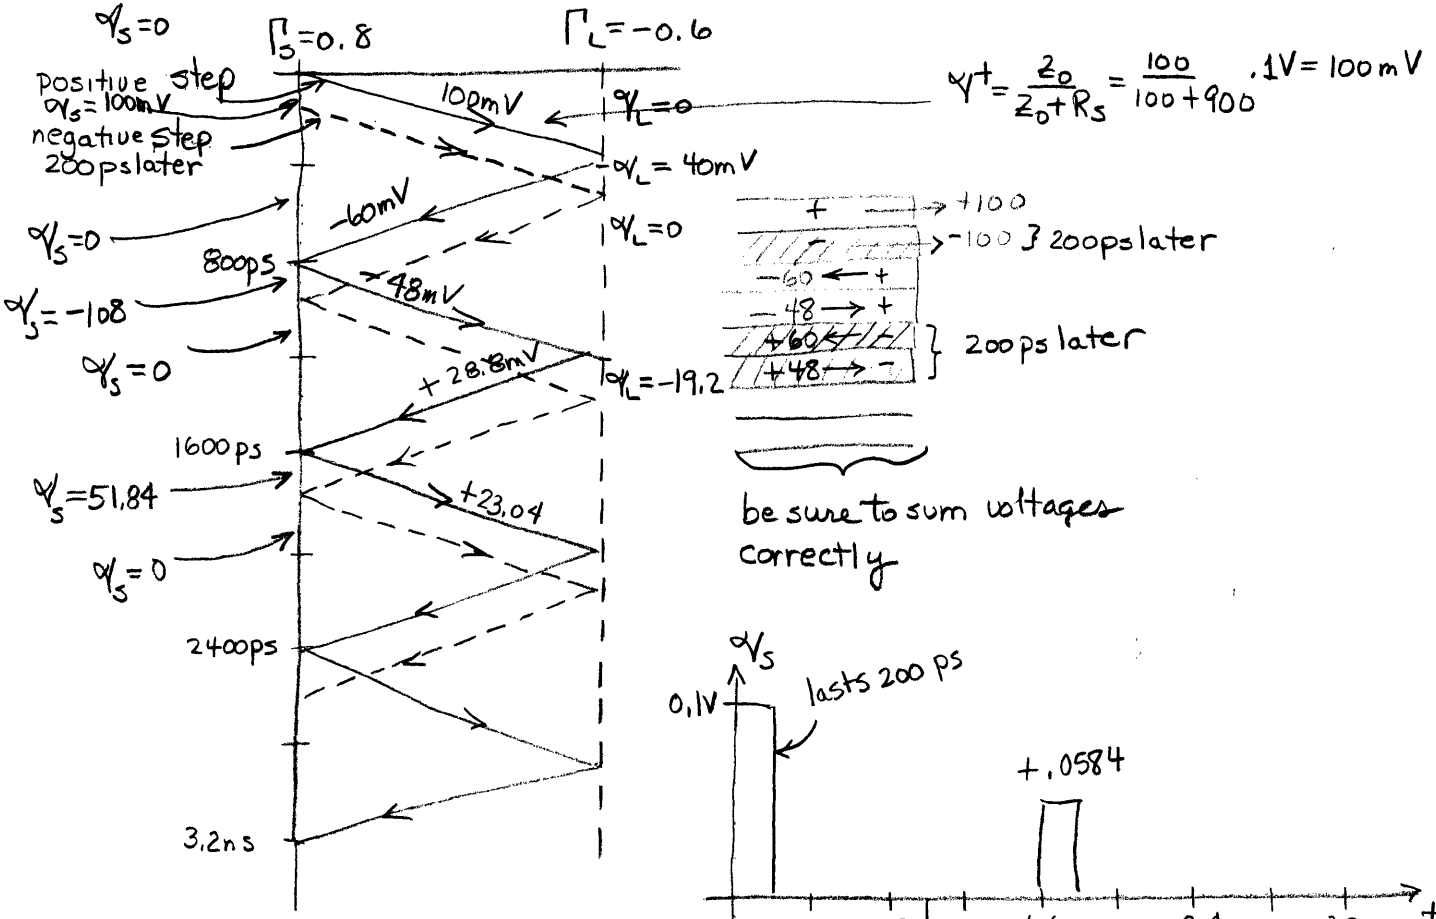 𝒱s=0
Γs=0.8
ΓL=-0.6
positive step
𝒱s=100mV
negative step
200ps later
100mV
𝒱L=0
𝒱+ = Z0/(Z0+Rs) = 100/(100+900) ·1V = 100mV
𝒱L=40mV
-60mV
𝒱s=0
𝒱L=0
800ps
-48mV
𝒱s=-108
𝒱s=0
+28.8mV
𝒱L=-19.2
+ → +100
- → -100 } 200ps later
-60 ← +
-48 → +
+60 ← -
+48 → -
} 200ps later
be sure to sum voltages
correctly
1600ps
𝒱s=51.84
+23.04
𝒱s=0
2400ps
3.2ns
𝒱s
0.1V
lasts 200 ps
+.0584